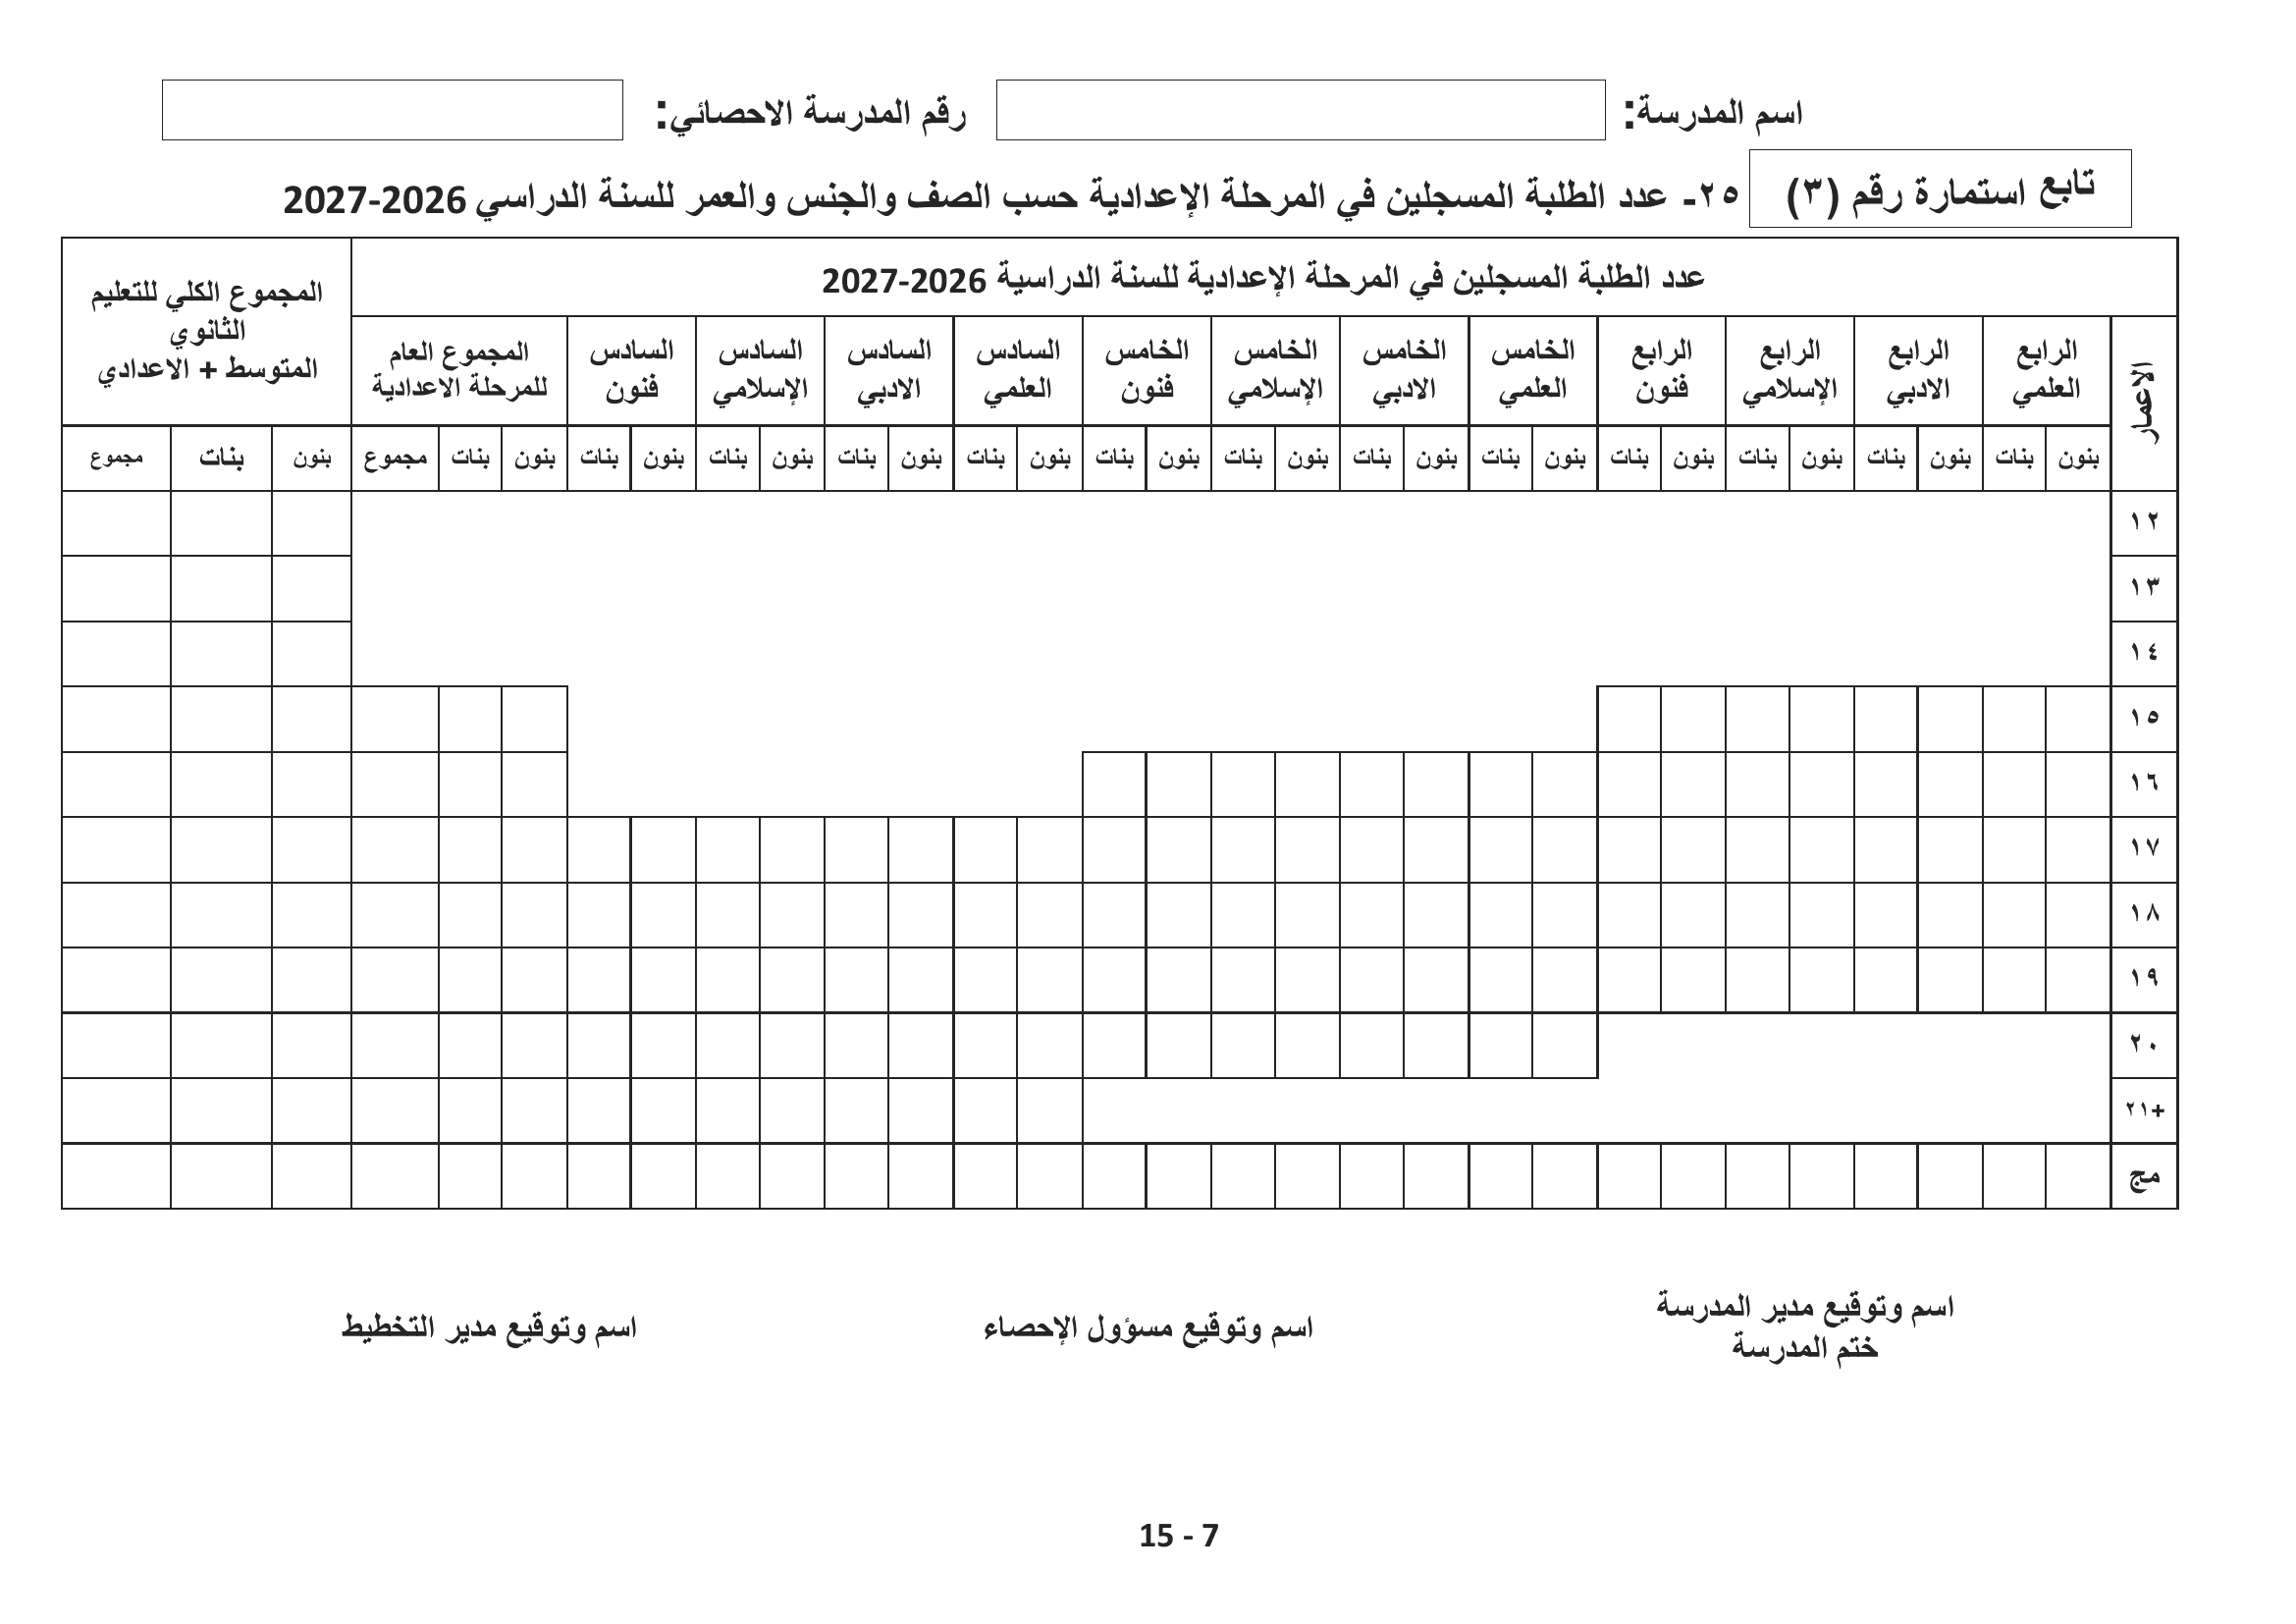 اسم المدرسة: رقم المدرسة الاحصائي:
تابع استمارة رقم (٣) ٢٥- عدد الطلبة المسجلين في المرحلة الإعدادية حسب الصف والجنس والعمر للسنة الدراسي 2026-2027
عدد الطلبة المسجلين في المرحلة الإعدادية للسنة الدراسية 2026-2027
المجموع الكلي للتعليم
الثانوي
المتوسط + الاعدادي
الاعمار
الرابع العلمي
الرابع الادبي
الرابع الإسلامي
الرابع فنون
الخامس العلمي
الخامس الادبي
الخامس الإسلامي
الخامس فنون
السادس العلمي
السادس الادبي
السادس الإسلامي
السادس فنون
المجموع العام
للمرحلة الاعدادية
بنون بنات بنون بنات بنون بنات بنون بنات بنون بنات بنون بنات بنون بنات بنون بنات بنون بنات بنون بنات بنون بنات بنون بنات بنون بنات مجموع بنون بنات مجموع
١٢
١٣
١٤
١٥
١٦
١٧
١٨
١٩
٢٠
+٢١
مج
اسم وتوقيع مدير المدرسة
ختم المدرسة
اسم وتوقيع مسؤول الإحصاء
اسم وتوقيع مدير التخطيط
15 - 7